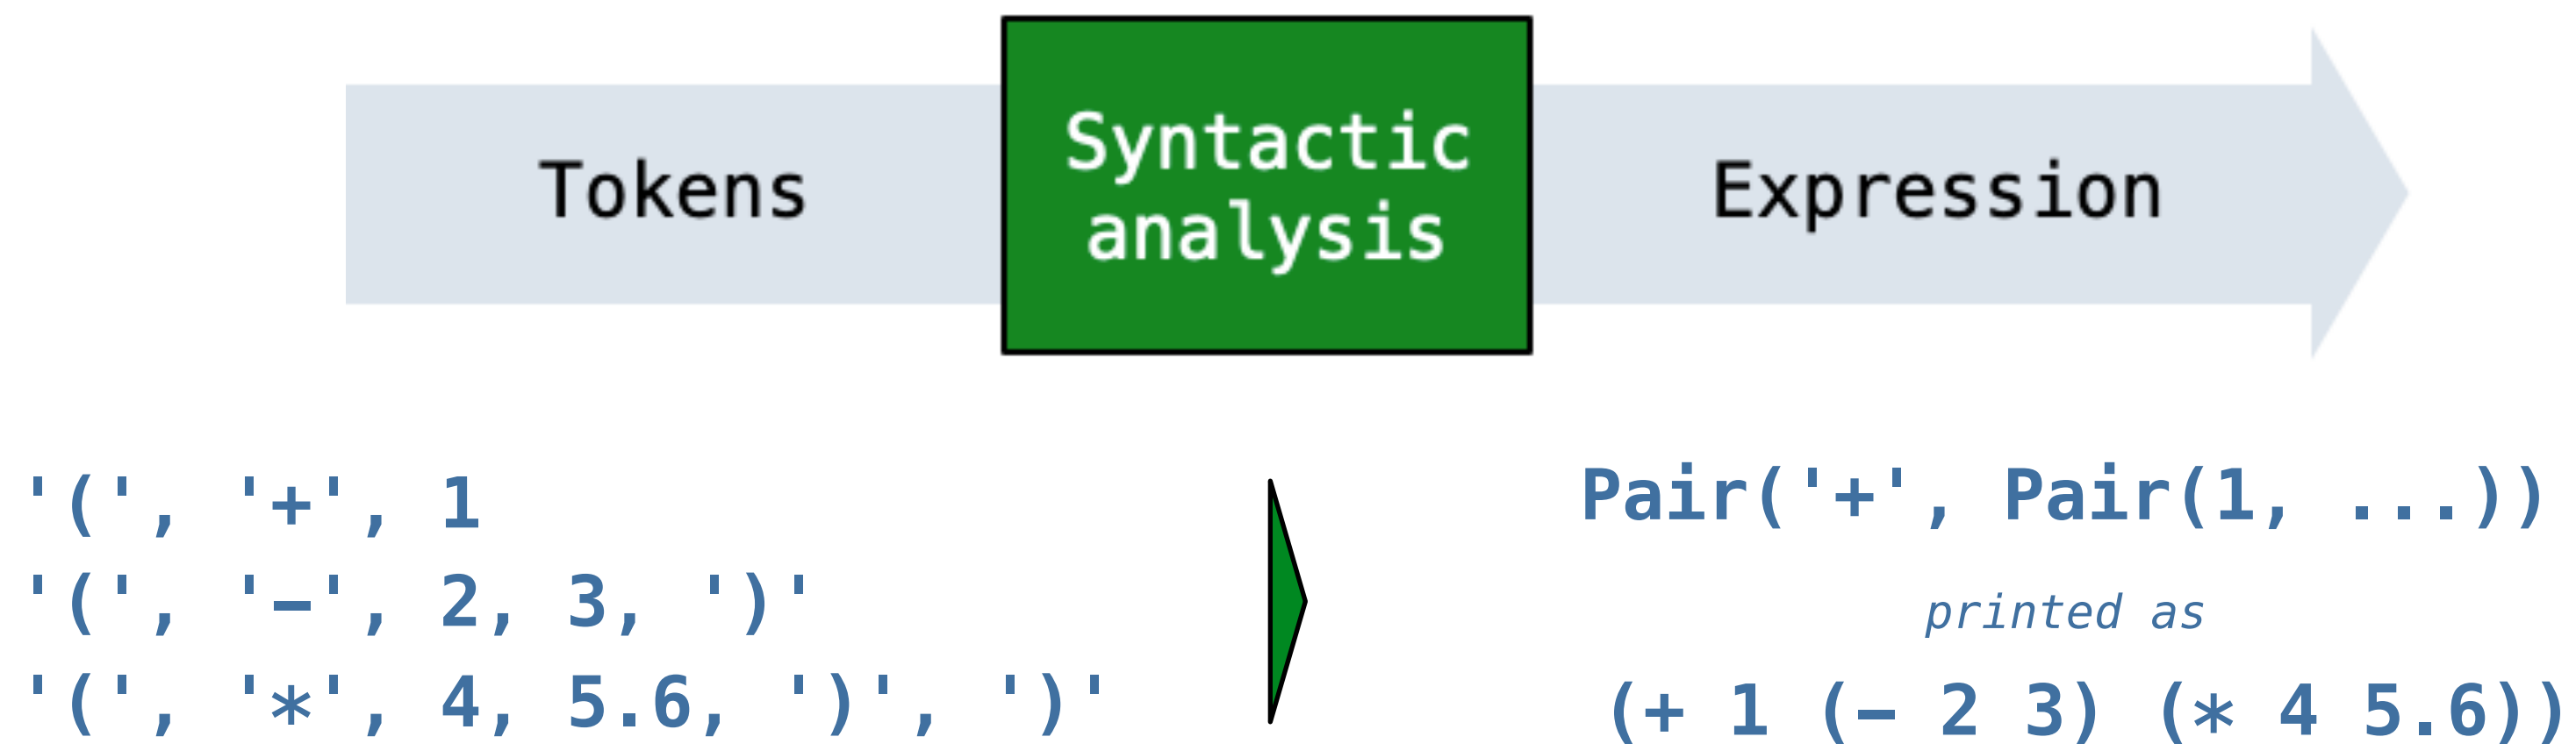 Tokens
Syntactic
analysis
Expression
'(', '+', 1
'(', '–', 2, 3, ')'
'(', '*', 4, 5.6, ')', ')'
Pair('+', Pair(1, ...))
printed as
(+ 1 (– 2 3) (* 4 5.6))